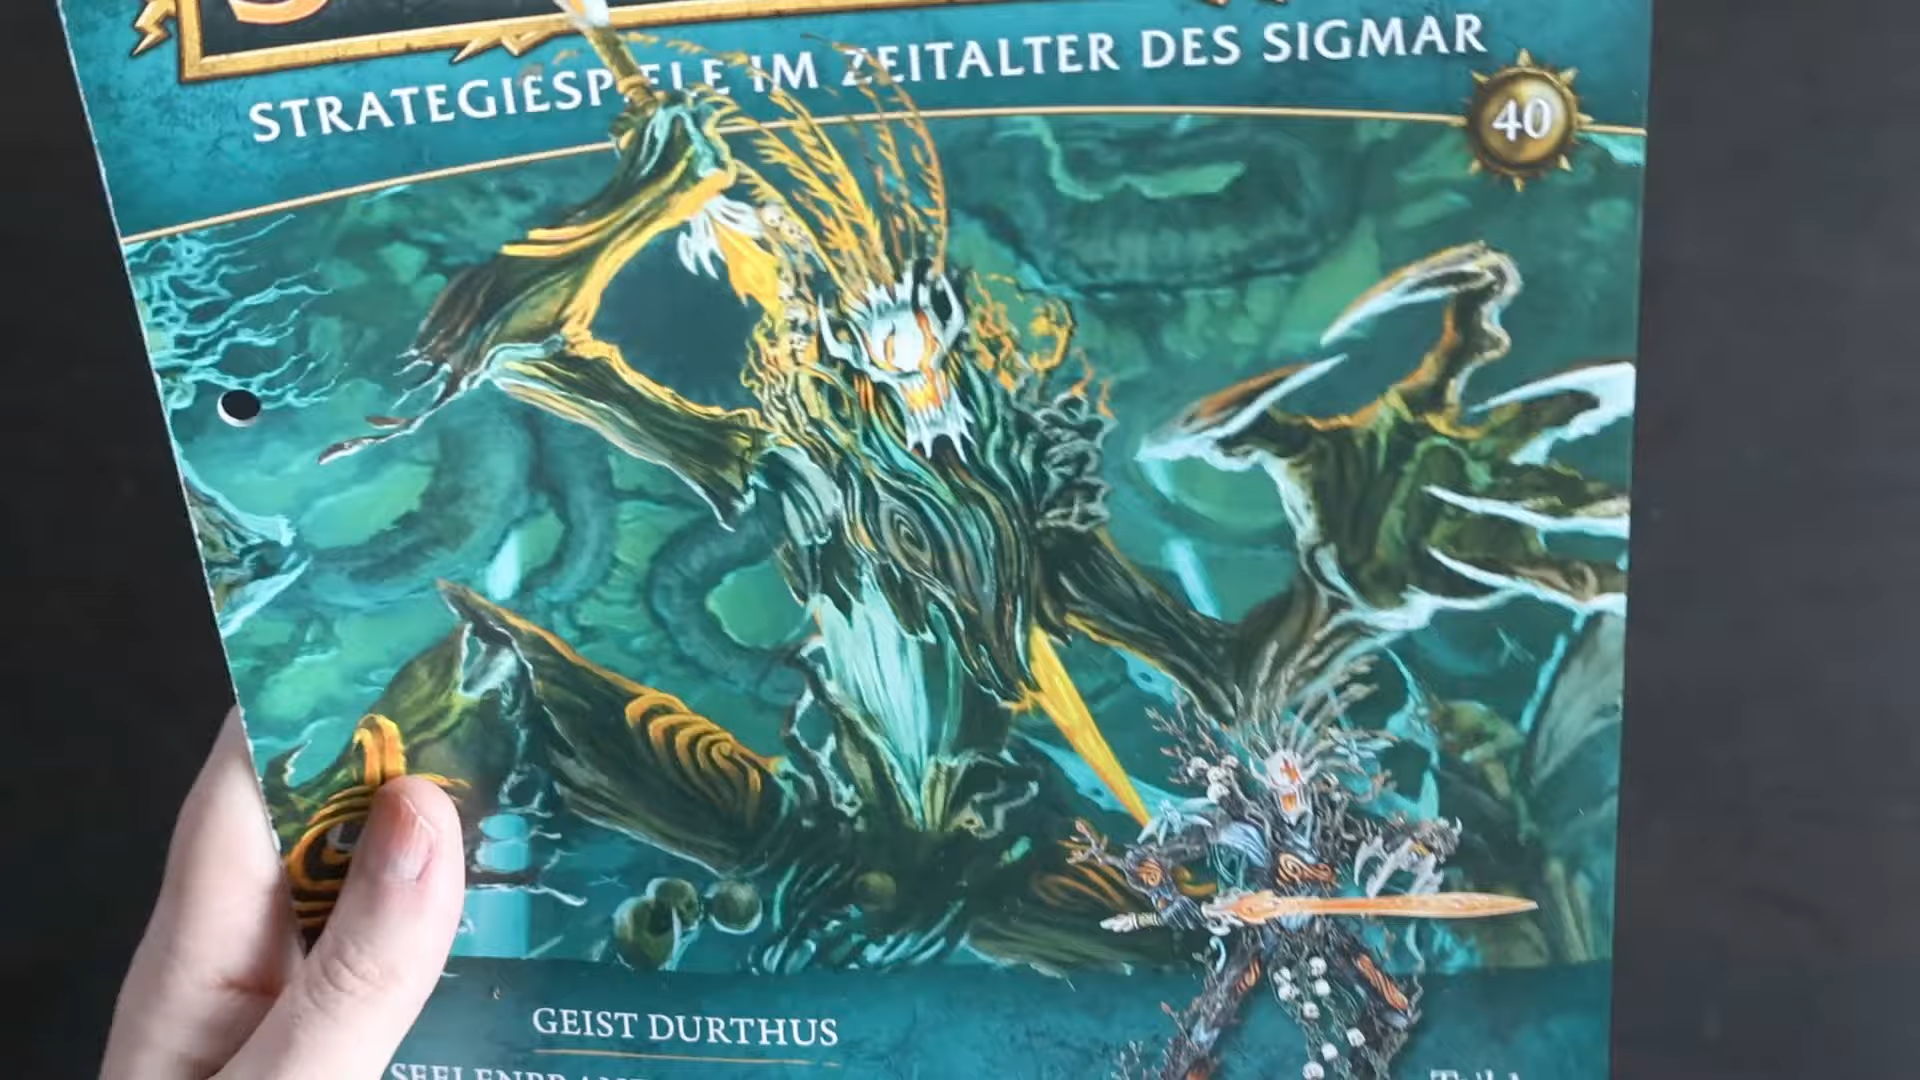 STRATEGIESPIELE IM ZEITALTER DES SIGMAR
40
GEIST DURTHUS